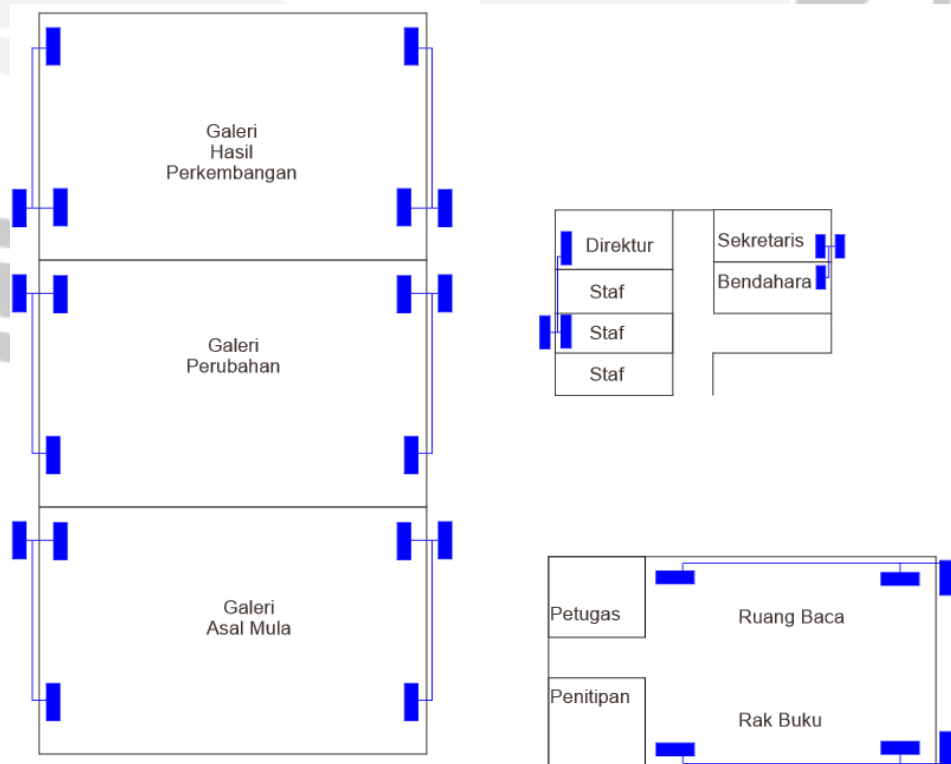 Galeri
Hasil
Perkembangan
Galeri
Perubahan
Galeri
Asal Mula
Direktur
Staf
Staf
Staf
Sekretaris
Bendahara
Petugas
Penitipan
Ruang Baca
Rak Buku